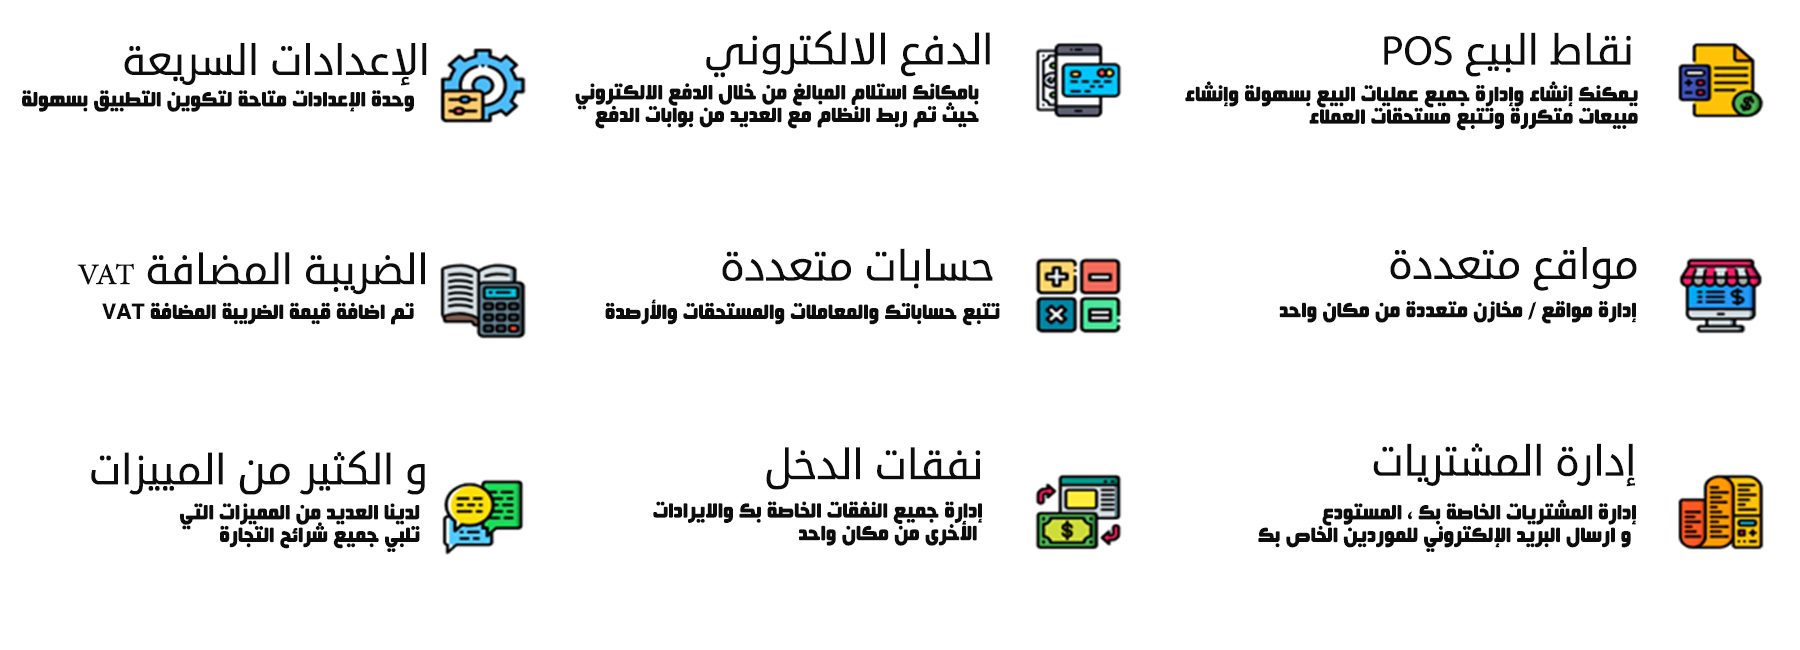 نقاط البيع POS
يمكنك إنشاء وإدارة جميع عمليات البيع بسهولة وإنشاء
مبيعات متكررة وتتبع مستحقات العملاء
الدفع الالكتروني
بامكانك استلام المبالغ من خلال الدفع الالكتروني
حيث تم ربط النظام مع العديد من بوابات الدفع
الإعدادات السريعة
وحدة الإعدادات متاحة لتكوين التطبيق بسهولة
مواقع متعددة
إدارة مواقع / مخازن متعددة من مكان واحد
حسابات متعددة
تتبع حساباتك والمعاملات والمستحقات والأرصدة
الضريبة المضافة VAT
تم اضافة قيمة الضريبة المضافة VAT
إدارة المشتريات
إدارة المشتريات الخاصة بك ، المستودع
و ارسال البريد الإلكتروني للموردين الخاص بك
نفقات الدخل
إدارة جميع النفقات الخاصة بك والايرادات
الأخرى من مكان واحد
و الكثير من المييزات
لدينا العديد من المميزات التي
تلبي جميع شرائح التجارة